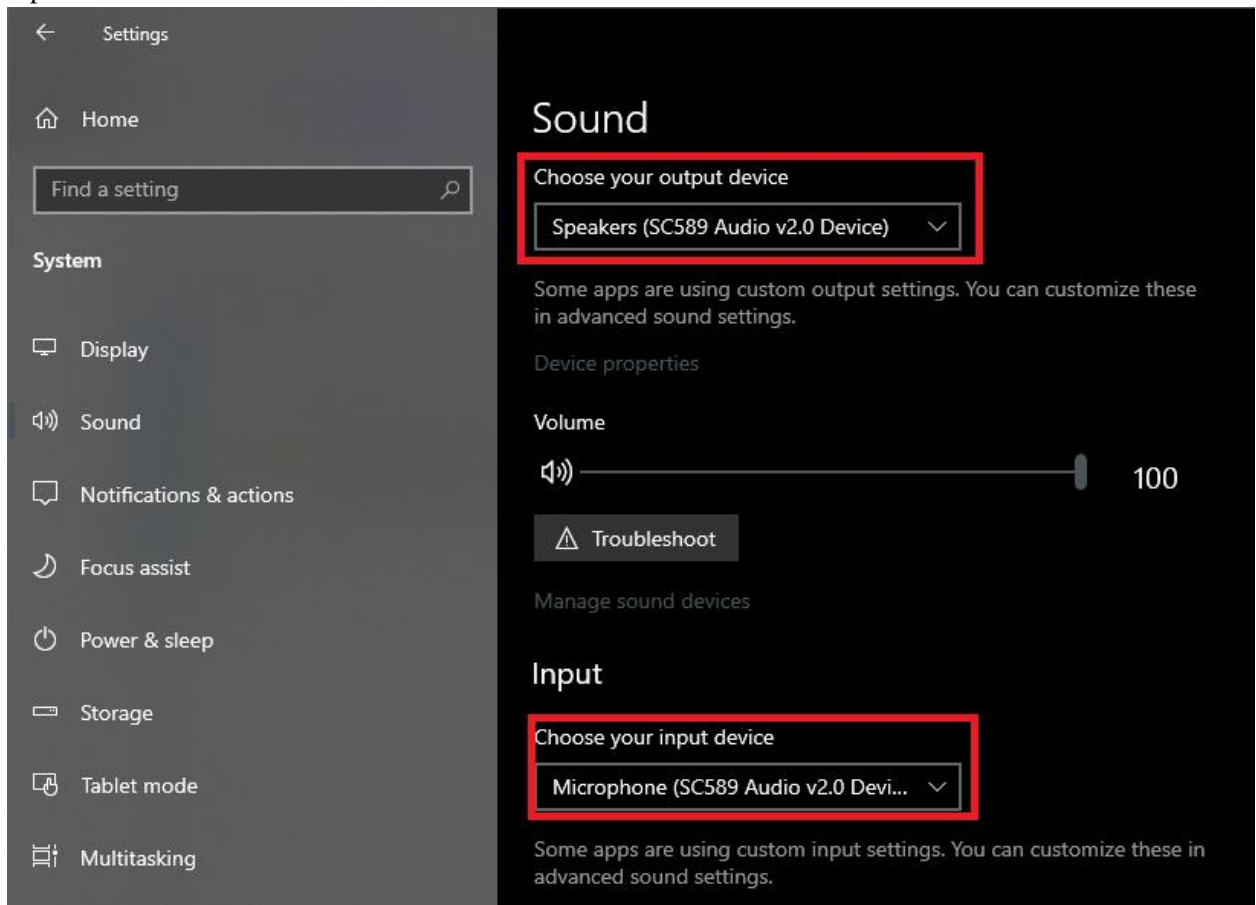 Settings
Home
Find a setting
System
Display
Sound
Notifications & actions
Focus assist
Power & sleep
Storage
Tablet mode
Multitasking
Sound
Choose your output device
Speakers (SC589 Audio v2.0 Device)
Some apps are using custom output settings. You can customize these
in advanced sound settings.
Device properties
Volume
100
Troubleshoot
Manage sound devices
Input
Choose your input device
Microphone (SC589 Audio v2.0 Devi...
Some apps are using custom input settings. You can customize these in
advanced sound settings.